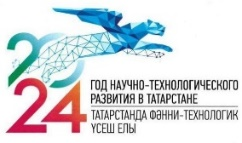 2024
ГОД НАУЧНО-ТЕХНОЛОГИЧЕСКОГО
РАЗВИТИЯ В ТАТАРСТАНЕ
ТАТАРСТАНДА ФӘННИ-ТЕХНОЛОГИК
ҮСЕШ ЕЛЫ